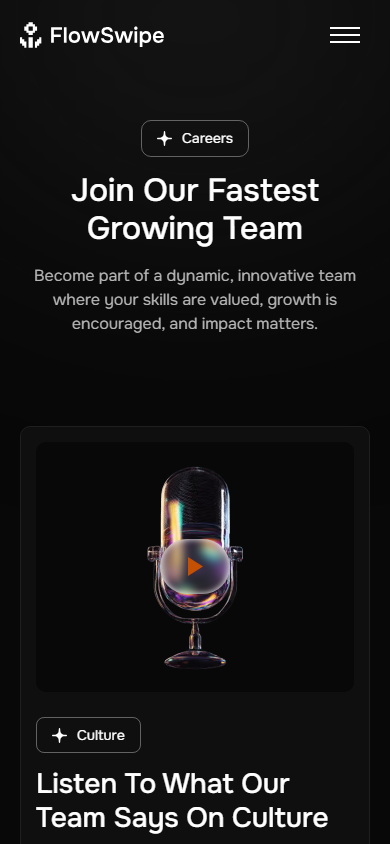 FlowSwipe
Careers
Join Our Fastest
Growing Team
Become part of a dynamic, innovative team
where your skills are valued, growth is
encouraged, and impact matters.
Culture
Listen To What Our
Team Says On Culture